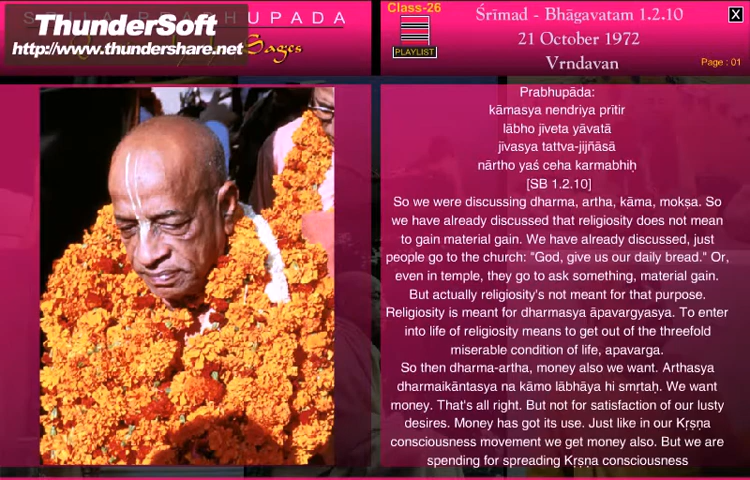 ThunderSoft
http://www.thundershare.net
HUPADA
Sages
Class-26
PLAYLIST
Śrīmad - Bhāgavatam 1.2.10
21 October 1972
Vrndavan
X
Page : 01
Prabhupāda:
kāmasya nendriya prītir
lābho jīveta yāvatā
jīvasya tattva-jijñāsā
nārtho yaś ceha karmabhiḥ
[SB 1.2.10]
So we were discussing dharma, artha, kāma, mokṣa. So
we have already discussed that religiosity does not mean
to gain material gain. We have already discussed, just
people go to the church: "God, give us our daily bread." Or,
even in temple, they go to ask something, material gain.
But actually religiosity's not meant for that purpose.
Religiosity is meant for dharmasya āpavargyasya. To enter
into life of religiosity means to get out of the threefold
miserable condition of life, apavarga.
So then dharma-artha, money also we want. Arthasya
dharmaikāntasya na kāmo lābhāya hi smṛtaḥ. We want
money. That's all right. But not for satisfaction of our lusty
desires. Money has got its use. Just like in our Kṛṣṇa
consciousness movement we get money also. But we are
spending for spreading Kṛṣṇa consciousness